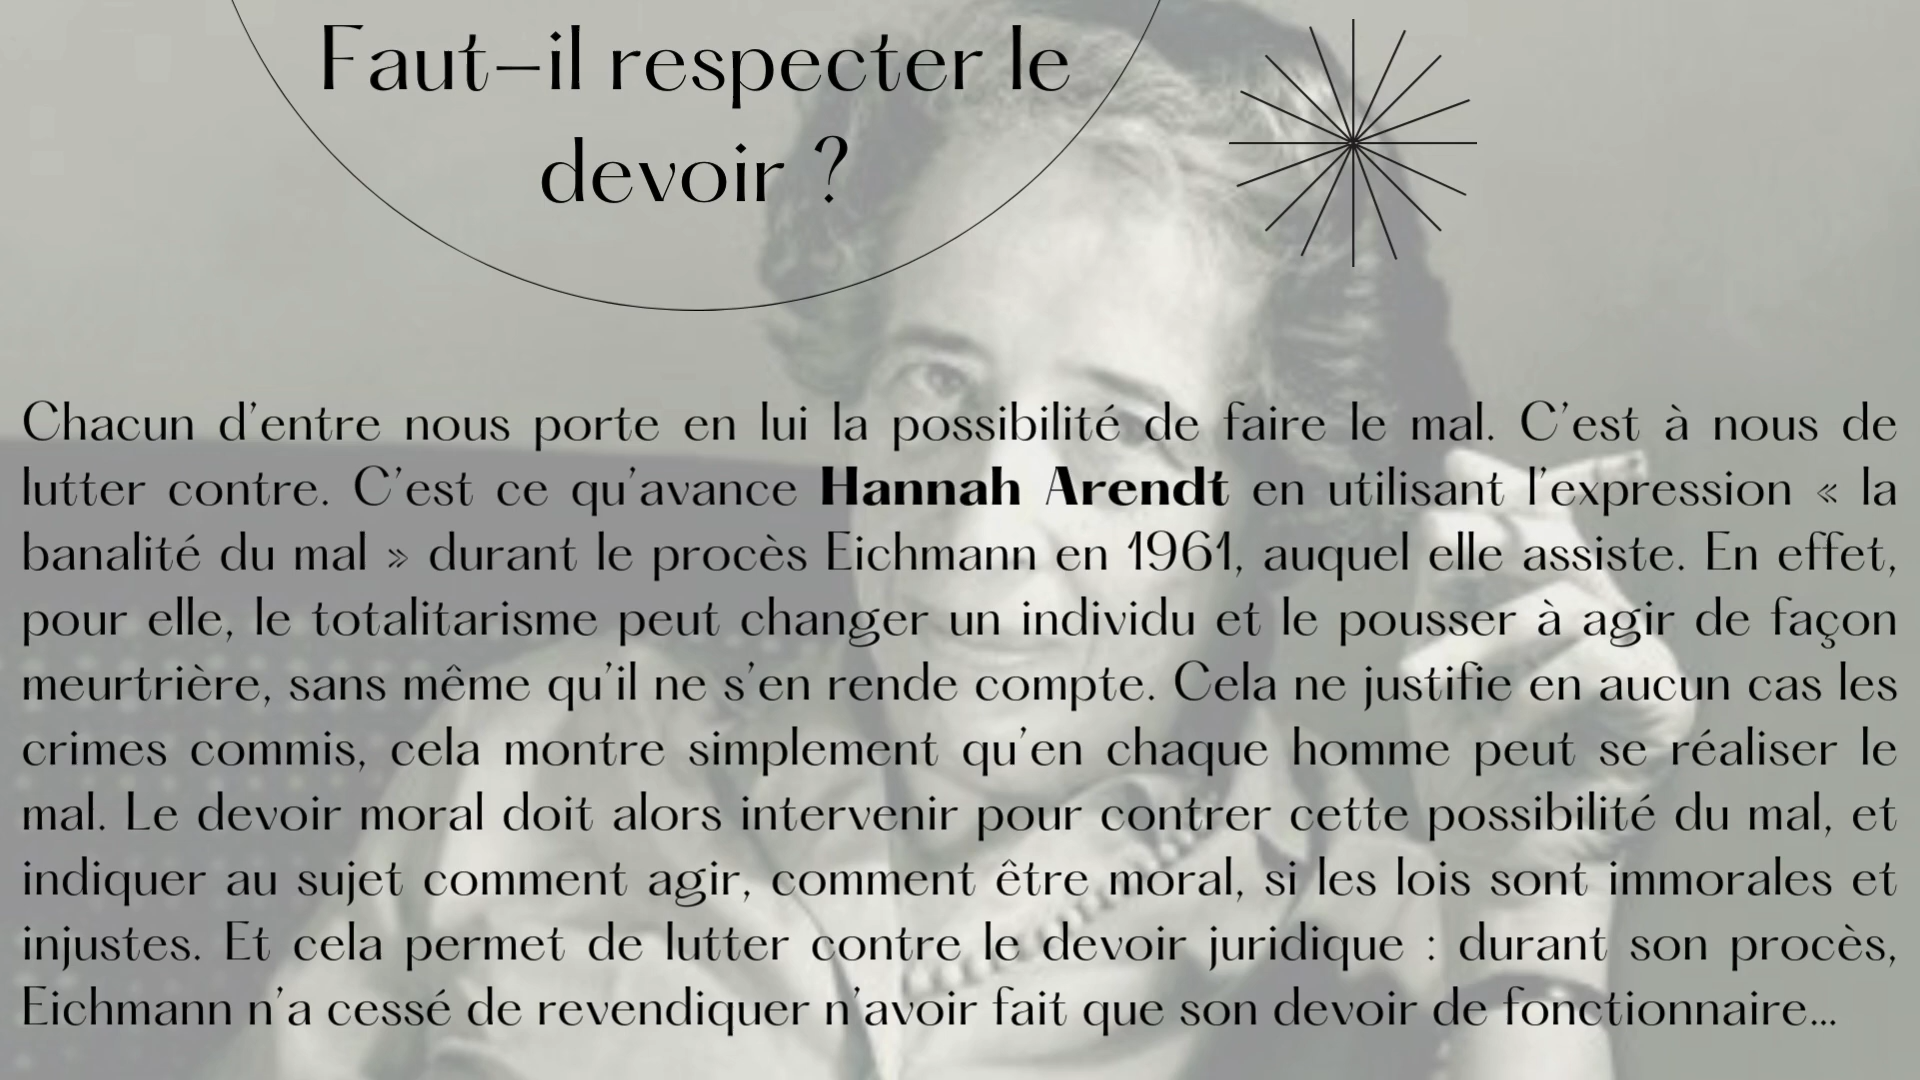 Faut-il respecter le
devoir ?
Chacun d'entre nous porte en lui la possibilité de faire le mal. C'est à nous de
lutter contre. C'est ce qu'avance Hannah Arendt en utilisant l'expression « la
banalité du mal » durant le procès Eichmann en 1961, auquel elle assiste. En effet,
pour elle, le totalitarisme peut changer un individu et le pousser à agir de façon
meurtrière, sans même qu'il ne s'en rende compte. Cela ne justifie en aucun cas les
crimes commis, cela montre simplement qu'en chaque homme peut se réaliser le
mal. Le devoir moral doit alors intervenir pour contrer cette possibilité du mal, et
indiquer au sujet comment agir, comment être moral, si les lois sont immorales et
injustes. Et cela permet de lutter contre le devoir juridique : durant son procès,
Eichmann n'a cessé de revendiquer n'avoir fait que son devoir de fonctionnaire...